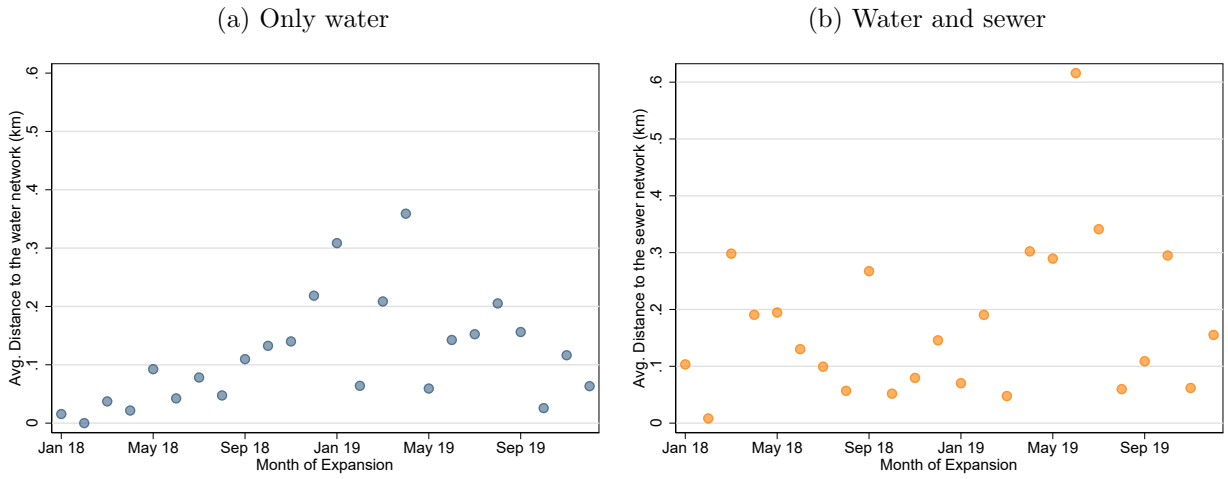 (a) Only water
Avg. Distance to the water network (km)
.6
.5
.4
.3
.2
.1
0
Jan 18 May 18 Sep 18 Jan 19 May 19 Sep 19
Month of Expansion
(b) Water and sewer
Avg. Distance to the sewer network (km)
.6
.5
.4
.3
.2
.1
0
Jan 18 May 18 Sep 18 Jan 19 May 19 Sep 19
Month of Expansion